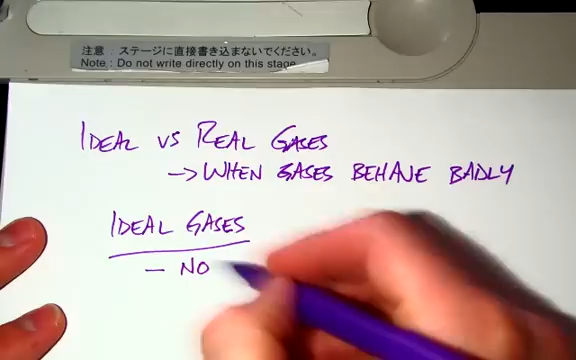 注意：ステージに直接書き込まないでください。
Note : Do not write directly on this stage.
IDEAL VS REAL GASES
→ WHEN GASES BEHAVE BADLY
IDEAL GASES
- NO